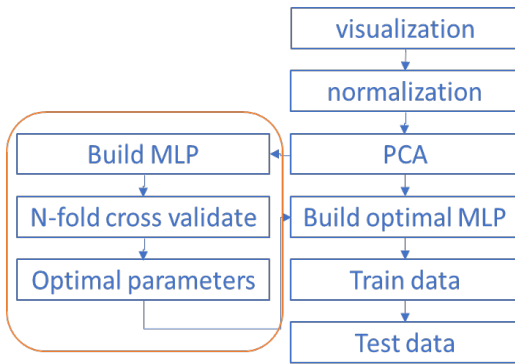 visualization
normalization
PCA
Build MLP
N-fold cross validate
Optimal parameters
Build optimal MLP
Train data
Test data